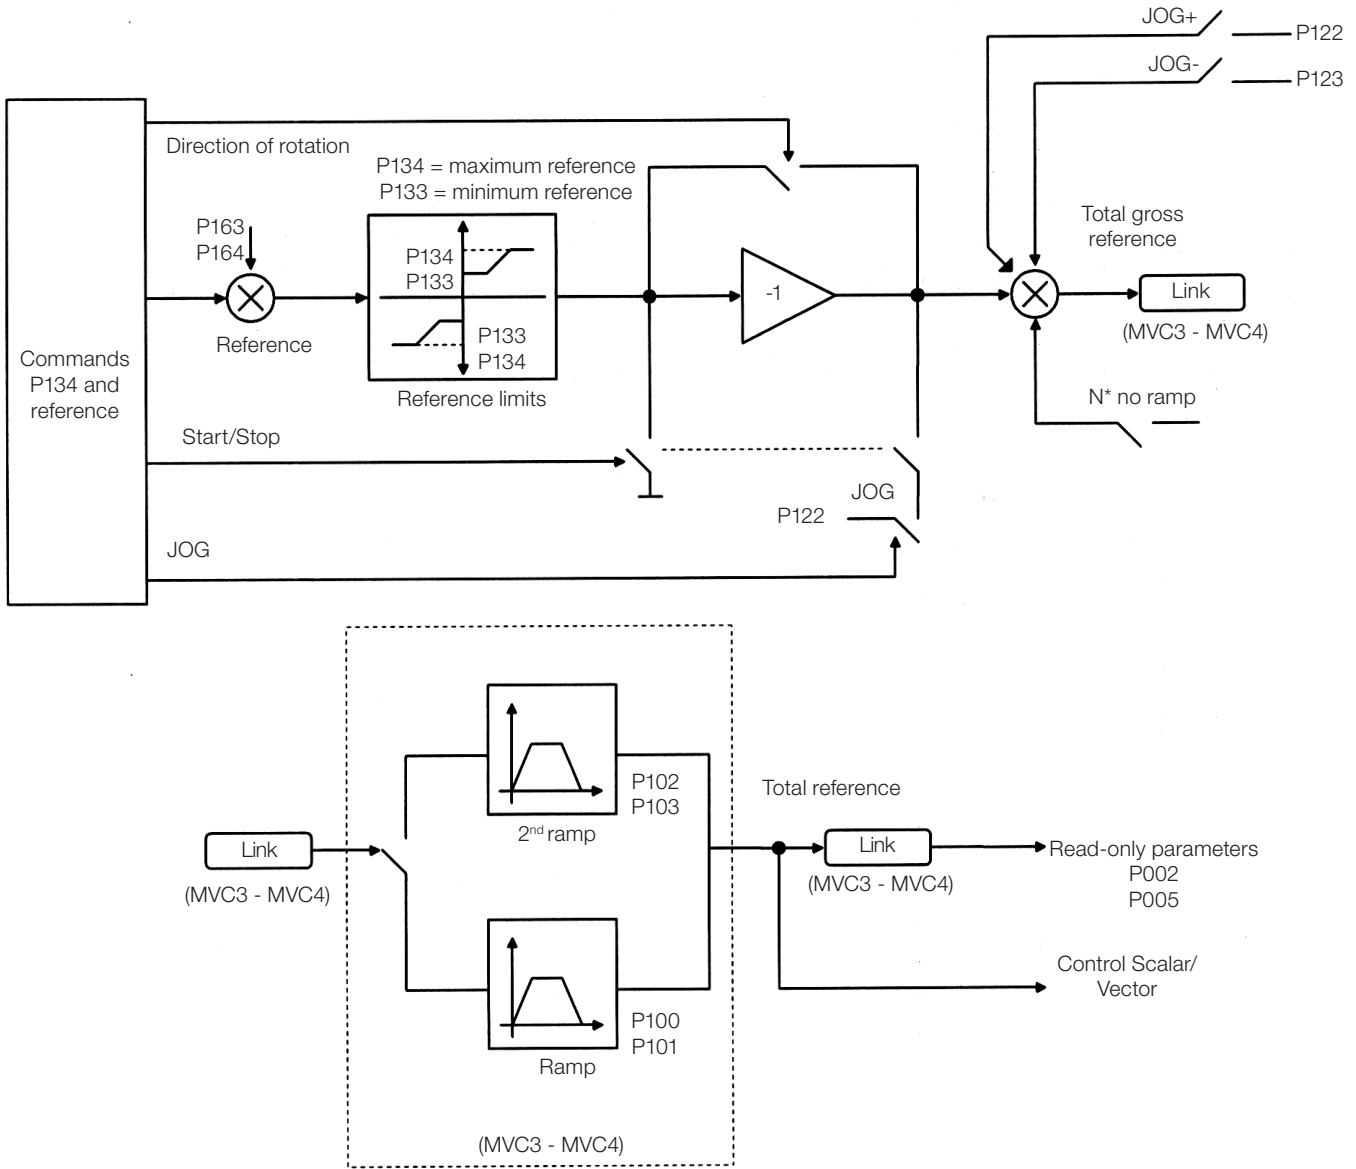 JOG+
P122
JOG-
P123
Direction of rotation
P134 = maximum reference
P133 = minimum reference
P163
P164
P134
P133
-1
Total gross
reference
Link
(MVC3 - MVC4)
Reference
P133
P134
Reference limits
Commands
P134 and
reference
N* no ramp
Start/Stop
JOG
P122
JOG
P102
P103
2nd ramp
Total reference
Link
(MVC3 - MVC4)
Link
(MVC3 - MVC4)
Read-only parameters
P002
P005
Control Scalar/
Vector
P100
P101
Ramp
(MVC3 - MVC4)